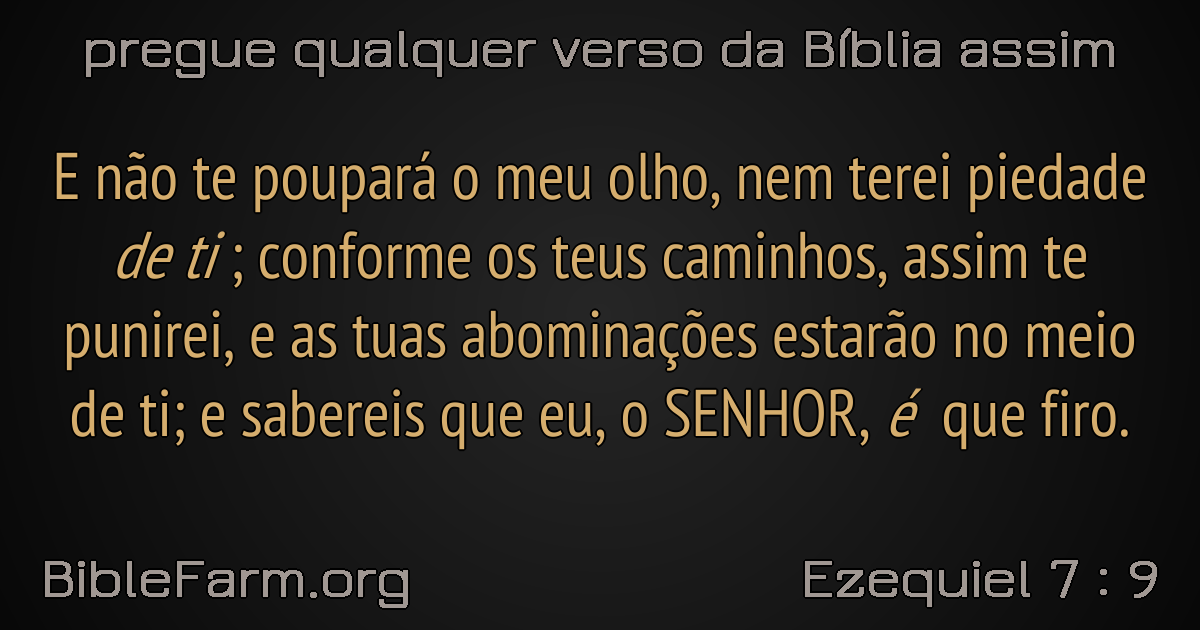 pregue qualquer verso da Bíblia assim
E não te poupará o meu olho, nem terei piedade
de ti ; conforme os teus caminhos, assim te
punirei, e as tuas abominações estarão no meio
de ti; e sabereis que eu, o SENHOR, é que firo.
BibleFarm.org
Ezequiel 7 : 9